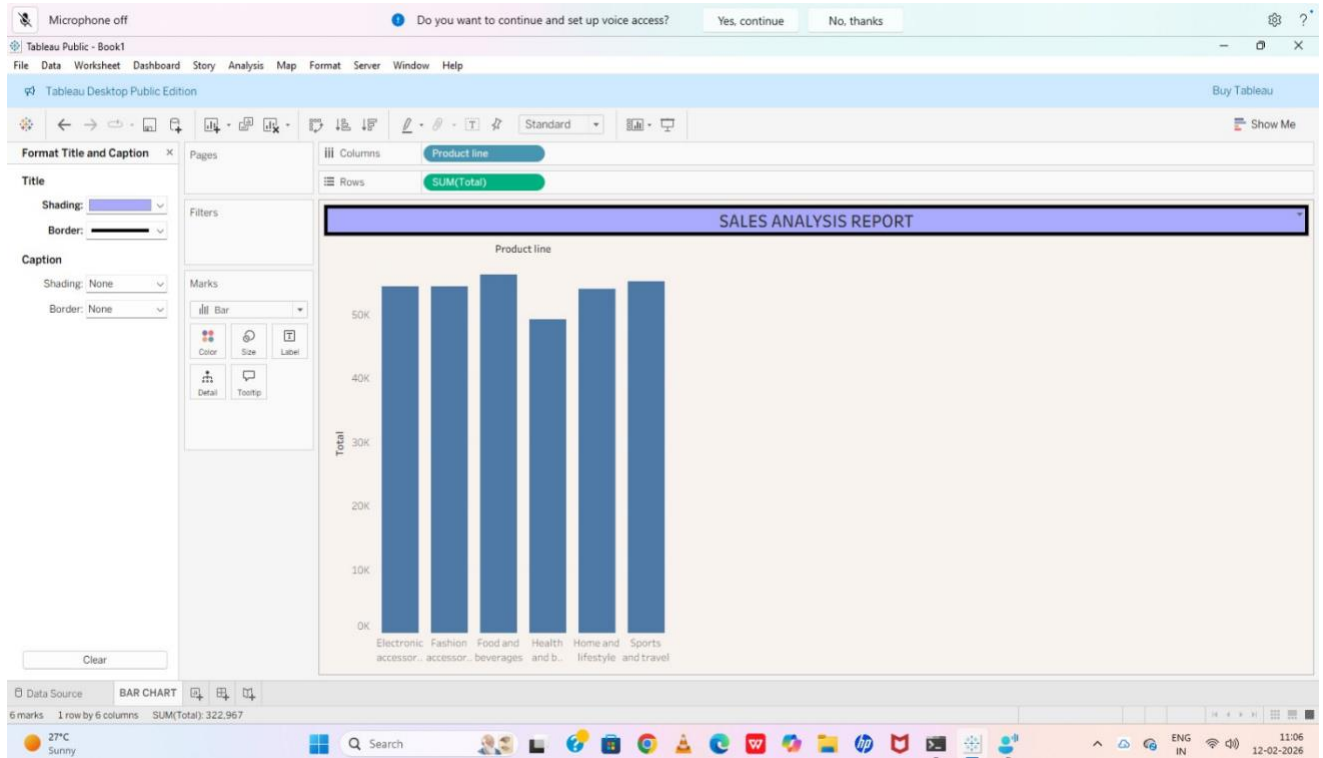 Microphone off
Do you want to continue and set up voice access? Yes, continue No, thanks
Tableau Public - Book1
File Data Worksheet Dashboard Story Analysis Map Format Server Window Help
Tableau Desktop Public Edition Buy Tableau
Standard Show Me
Format Title and Caption
Title
Shading:
Border:
Caption
Shading: None
Border: None
Clear
Pages
Filters
Marks
Bar
Color Size Label
Detail Tooltip
Columns Product line
Rows SUM(Total)
SALES ANALYSIS REPORT
Product line
50K
40K
30K
20K
10K
0K
Total
Electronic Fashion Food and Health Home and Sports
accessor.. accessor.. beverages and b.. lifestyle and travel
Data Source BAR CHART
6 marks 1 row by 6 columns SUM(Total): 322,967
27°C
Sunny
Search
ENG
IN
11:06
12-02-2026